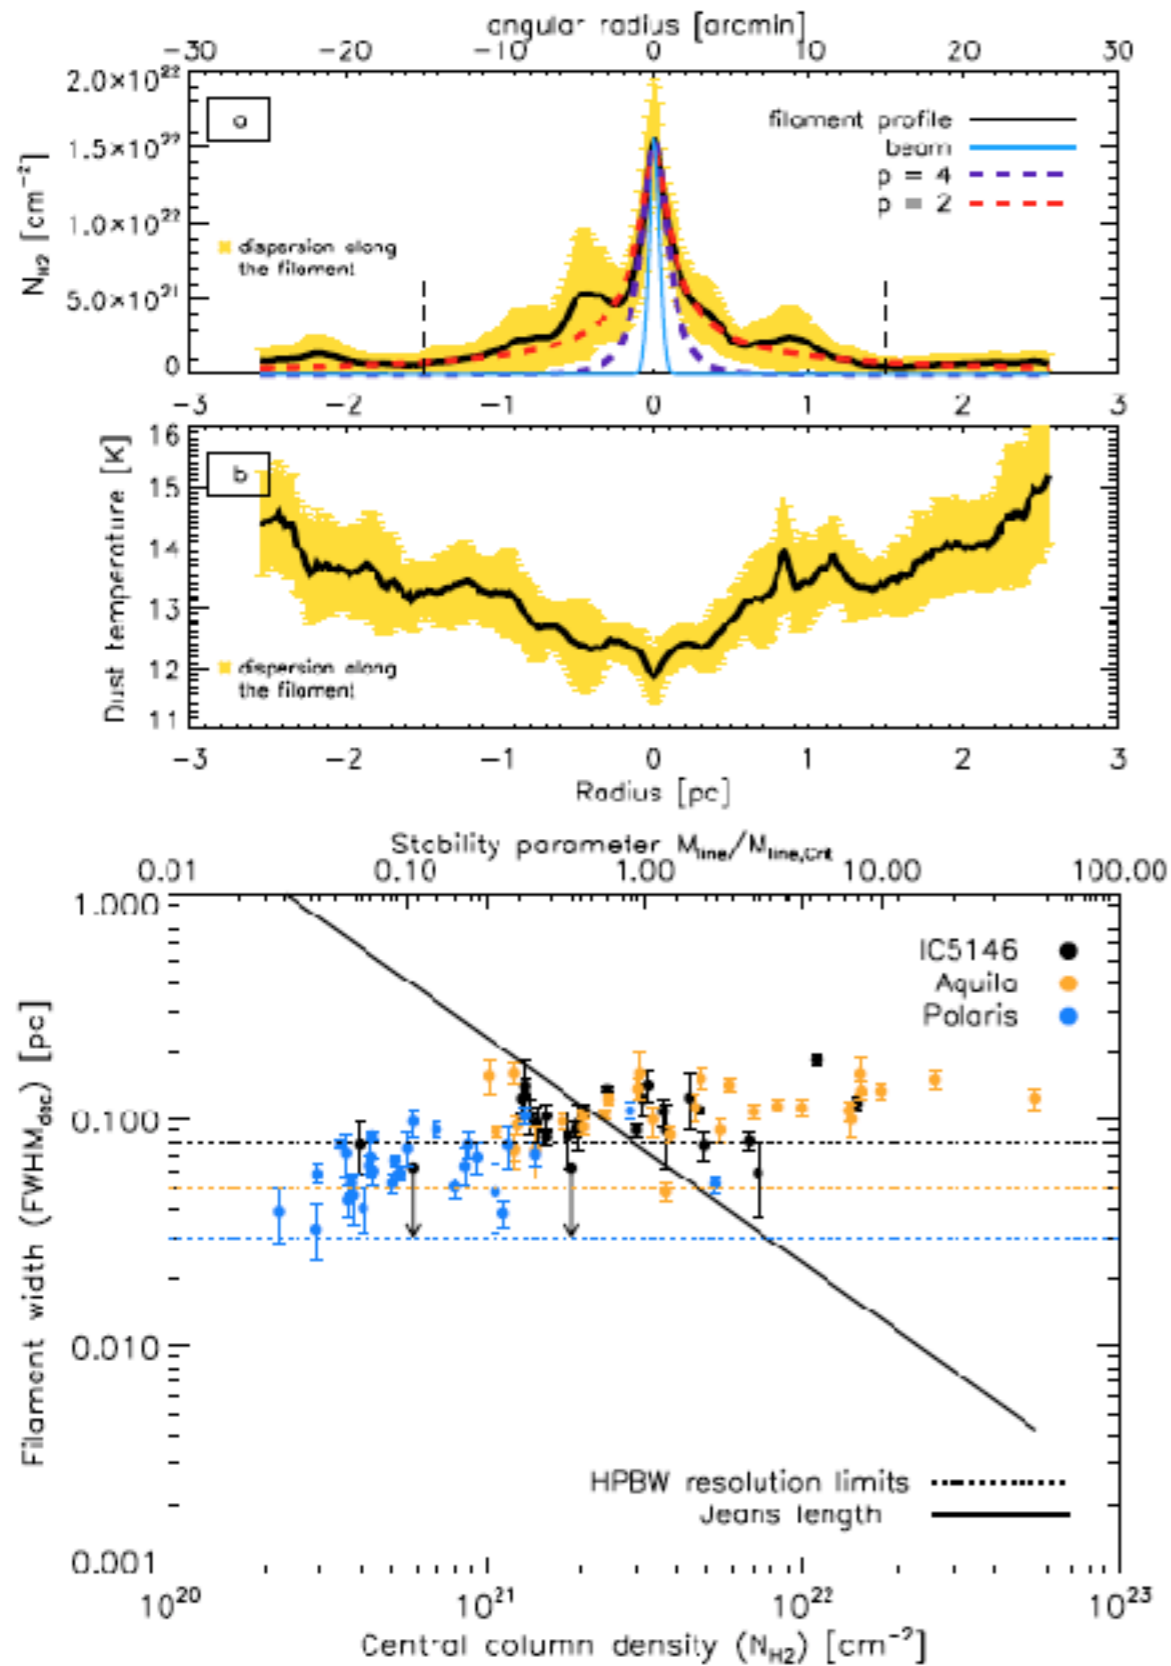 angular radius [arcmin]
−30 −20 −10 0 10 20 30
2.0×10²²
1.5×10²²
1.0×10²²
5.0×10²¹
0
N_H2 [cm⁻²]
a
filament profile
beam
p = 4
p = 2
dispersion along
the filament
−3 −2 −1 0 1 2 3
16
15
14
13
12
11
Dust temperature [K]
b
dispersion along
the filament
−3 −2 −1 0 1 2 3
Radius [pc]
Stability parameter M_line/M_line,Crit
0.01 0.10 1.00 10.00 100.00
1.000
0.100
0.010
0.001
Filament width (FWHM_dec) [pc]
IC5146
Aquila
Polaris
HPBW resolution limits
Jeans length
10²⁰ 10²¹ 10²² 10²³
Central column density (N_H2) [cm⁻²]